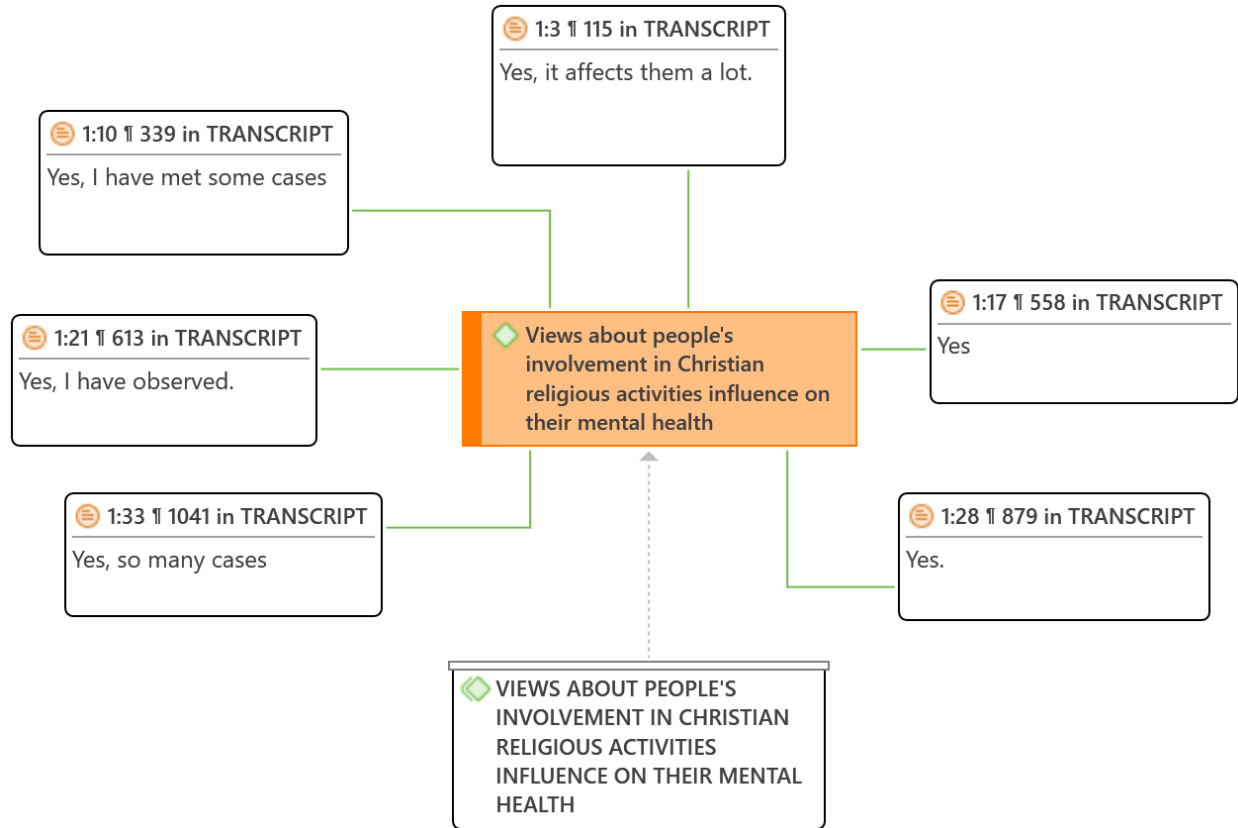 1:3 ¶ 115 in TRANSCRIPT
Yes, it affects them a lot.
1:10 ¶ 339 in TRANSCRIPT
Yes, I have met some cases
1:17 ¶ 558 in TRANSCRIPT
Yes
1:21 ¶ 613 in TRANSCRIPT
Yes, I have observed.
Views about people's
involvement in Christian
religious activities influence on
their mental health
1:33 ¶ 1041 in TRANSCRIPT
Yes, so many cases
1:28 ¶ 879 in TRANSCRIPT
Yes.
VIEWS ABOUT PEOPLE'S
INVOLVEMENT IN CHRISTIAN
RELIGIOUS ACTIVITIES
INFLUENCE ON THEIR MENTAL
HEALTH